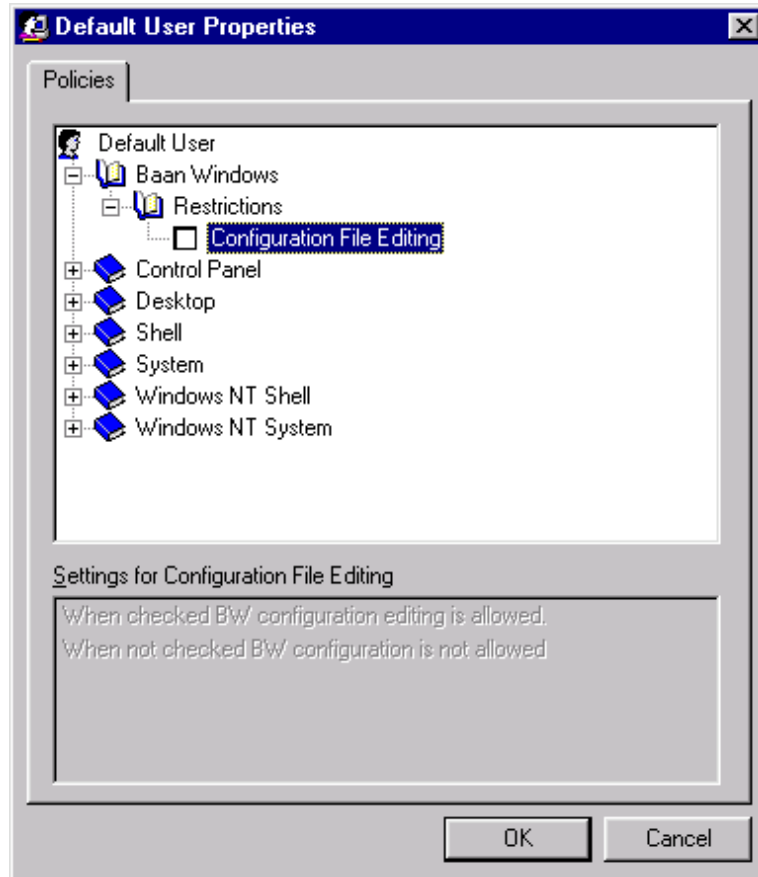 Default User Properties
Policies
Default User
Baan Windows
Restrictions
Configuration File Editing
Control Panel
Desktop
Shell
System
Windows NT Shell
Windows NT System
Settings for Configuration File Editing
When checked BW configuration editing is allowed.
When not checked BW configuration is not allowed
OK Cancel